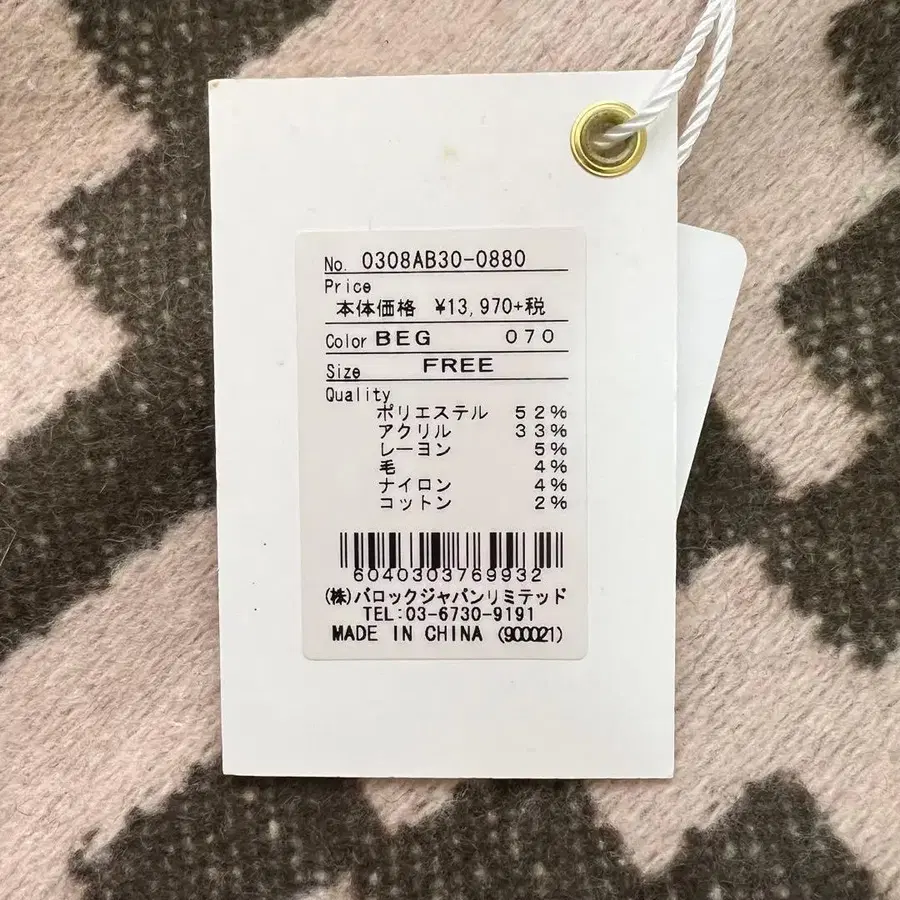 No. 0308AB30-0880
Price
本体価格 ¥13,970+税
Color BEG 070
Size FREE
Quality
ポリエステル 52%
アクリル 33%
レーヨン 5%
毛 4%
ナイロン 4%
コットン 2%
6040303769932
(株)バロックジャパンリミテッド
TEL:03-6730-9191
MADE IN CHINA (900021)